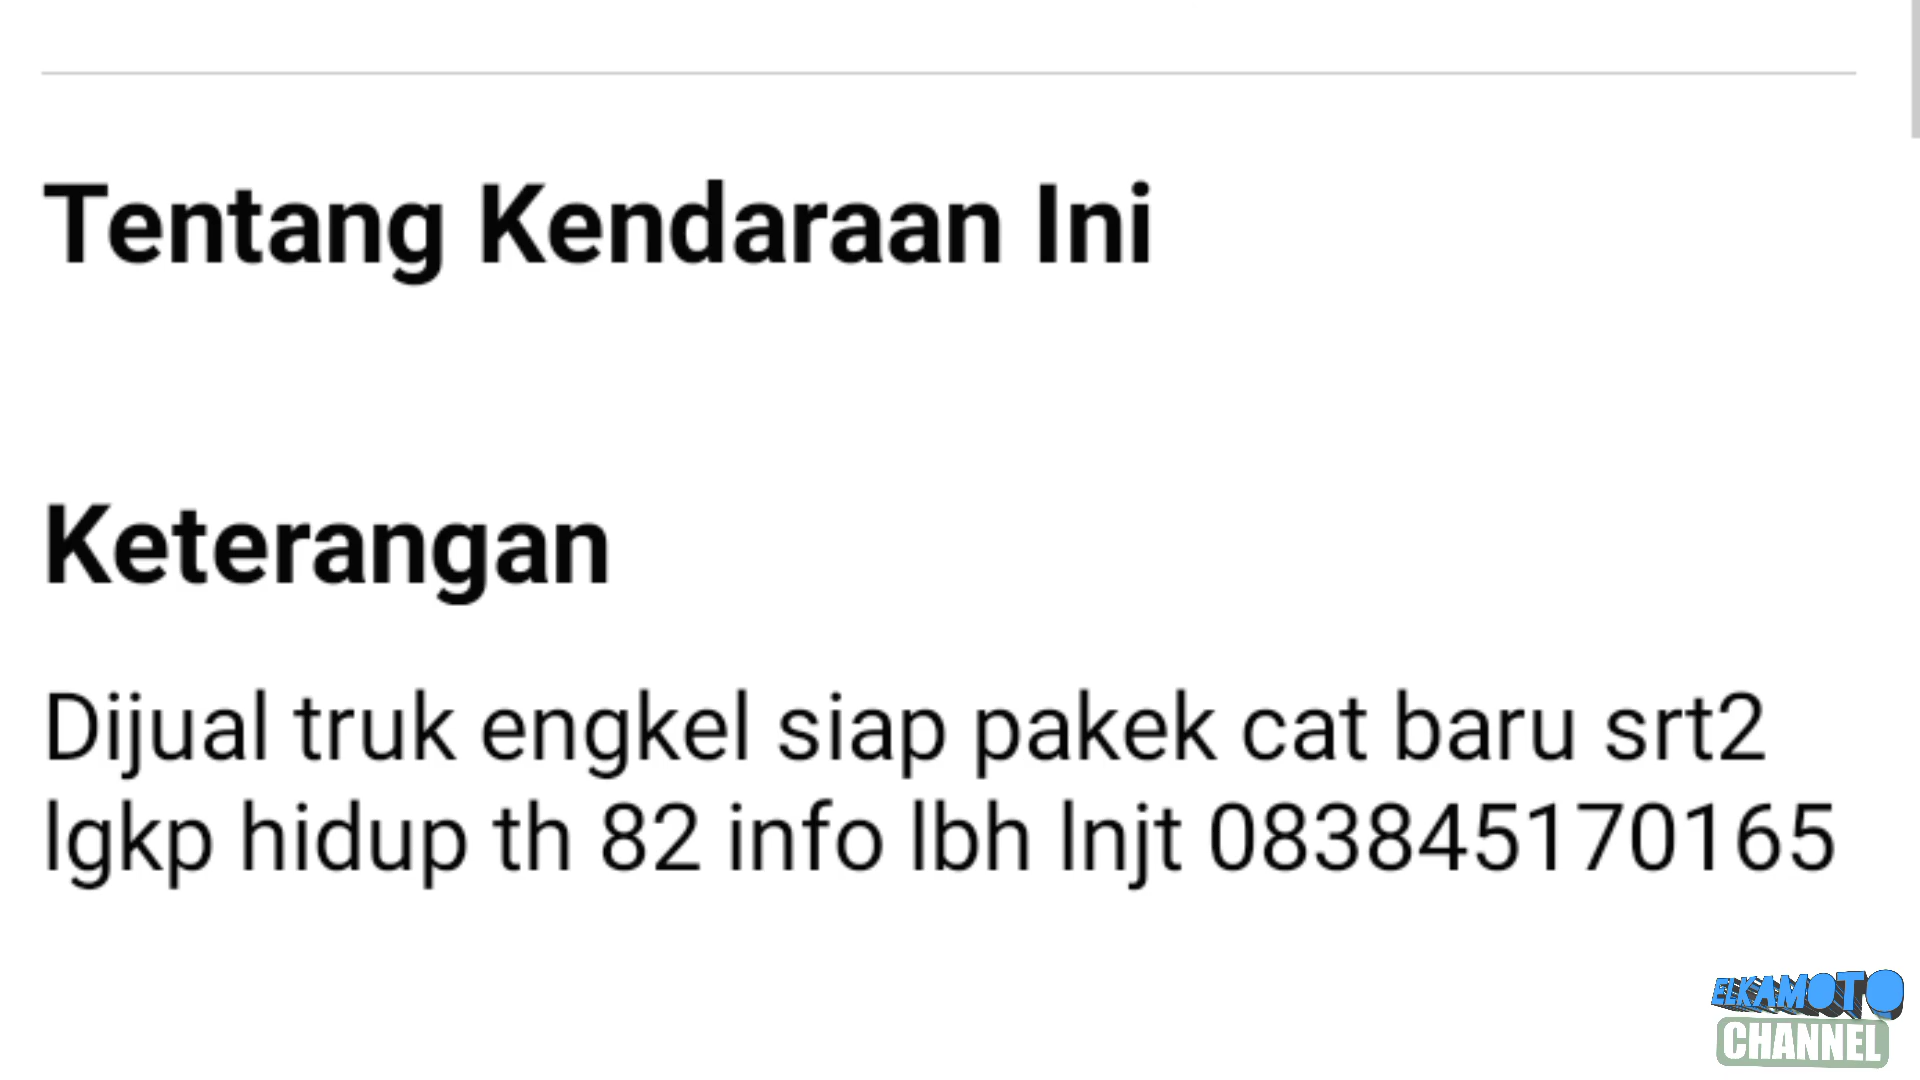 Tentang Kendaraan Ini
Keterangan
Dijual truk engkel siap pakek cat baru srt2
lgkp hidup th 82 info lbh lnjt 083845170165
ELKAMOTO
CHANNEL